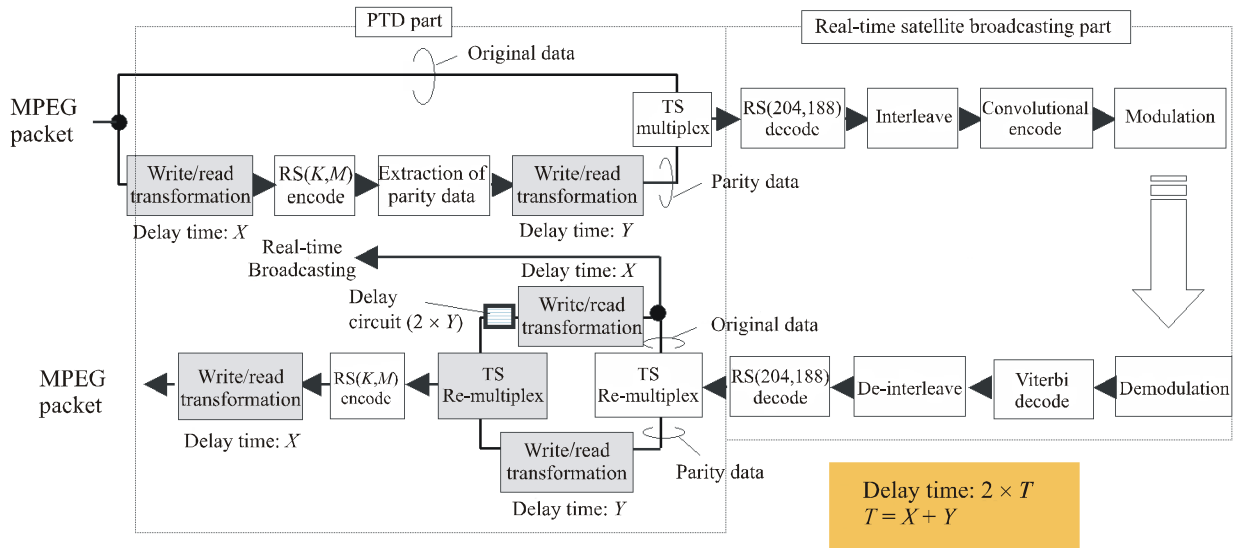 PTD part
Real-time satellite broadcasting part
Original data
MPEG
packet
TS
multiplex
RS(204,188)
decode
Interleave
Convolutional
encode
Modulation
Write/read
transformation
RS(K,M)
encode
Extraction of
parity data
Write/read
transformation
Parity data
Delay time: X
Delay time: Y
Real-time
Broadcasting
Delay time: X
Delay
circuit (2 × Y)
Write/read
transformation
Original data
MPEG
packet
Write/read
transformation
RS(K,M)
encode
TS
Re-multiplex
TS
Re-multiplex
RS(204,188)
decode
De-interleave
Viterbi
decode
Demodulation
Delay time: X
Write/read
transformation
Parity data
Delay time: Y
Delay time: 2 × T
T = X + Y